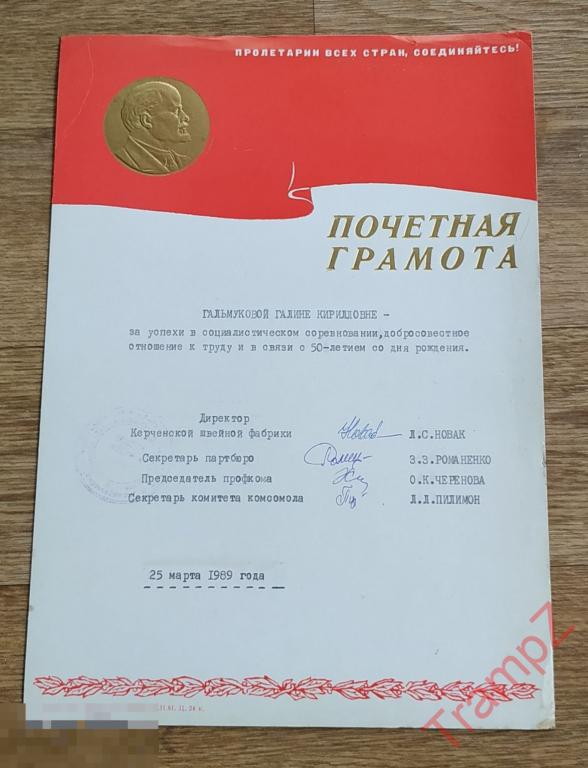 ПРОЛЕТАРИИ ВСЕХ СТРАН, СОЕДИНЯЙТЕСЬ!
ПОЧЕТНАЯ
ГРАМОТА
ГАЛЬМУКОВОЙ ГАЛИНЕ КИРИЛЛОВНЕ –
за успехи в социалистическом соревновании,добросовестное
отношение к труду и в связи с 50-летием со дня рождения.
Директор
Керченской швейной фабрики Л.С.НОВАК
Секретарь партбюро З.З.РОМАНЕНКО
Председатель профкома О.К.ЧЕРЕНОВА
Секретарь комитета комсомола Л.Л.ПИЛИМОН
25 марта 1989 года
Ц. 24 к.
TrampZ